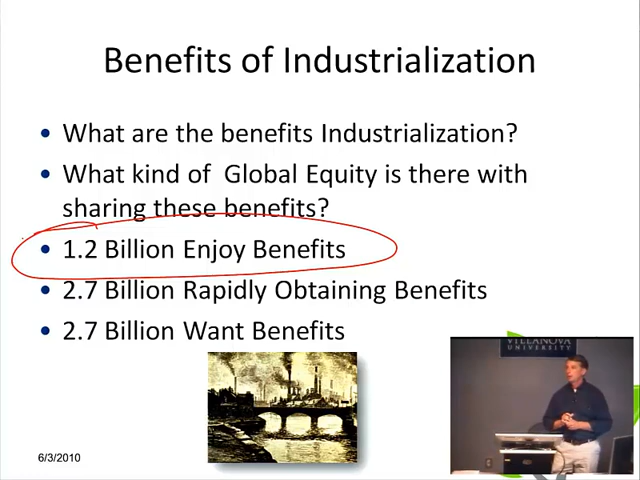 Benefits of Industrialization
• What are the benefits Industrialization?
• What kind of Global Equity is there with
sharing these benefits?
• 1.2 Billion Enjoy Benefits
• 2.7 Billion Rapidly Obtaining Benefits
• 2.7 Billion Want Benefits
VILLANOVA
UNIVERSITY
6/3/2010